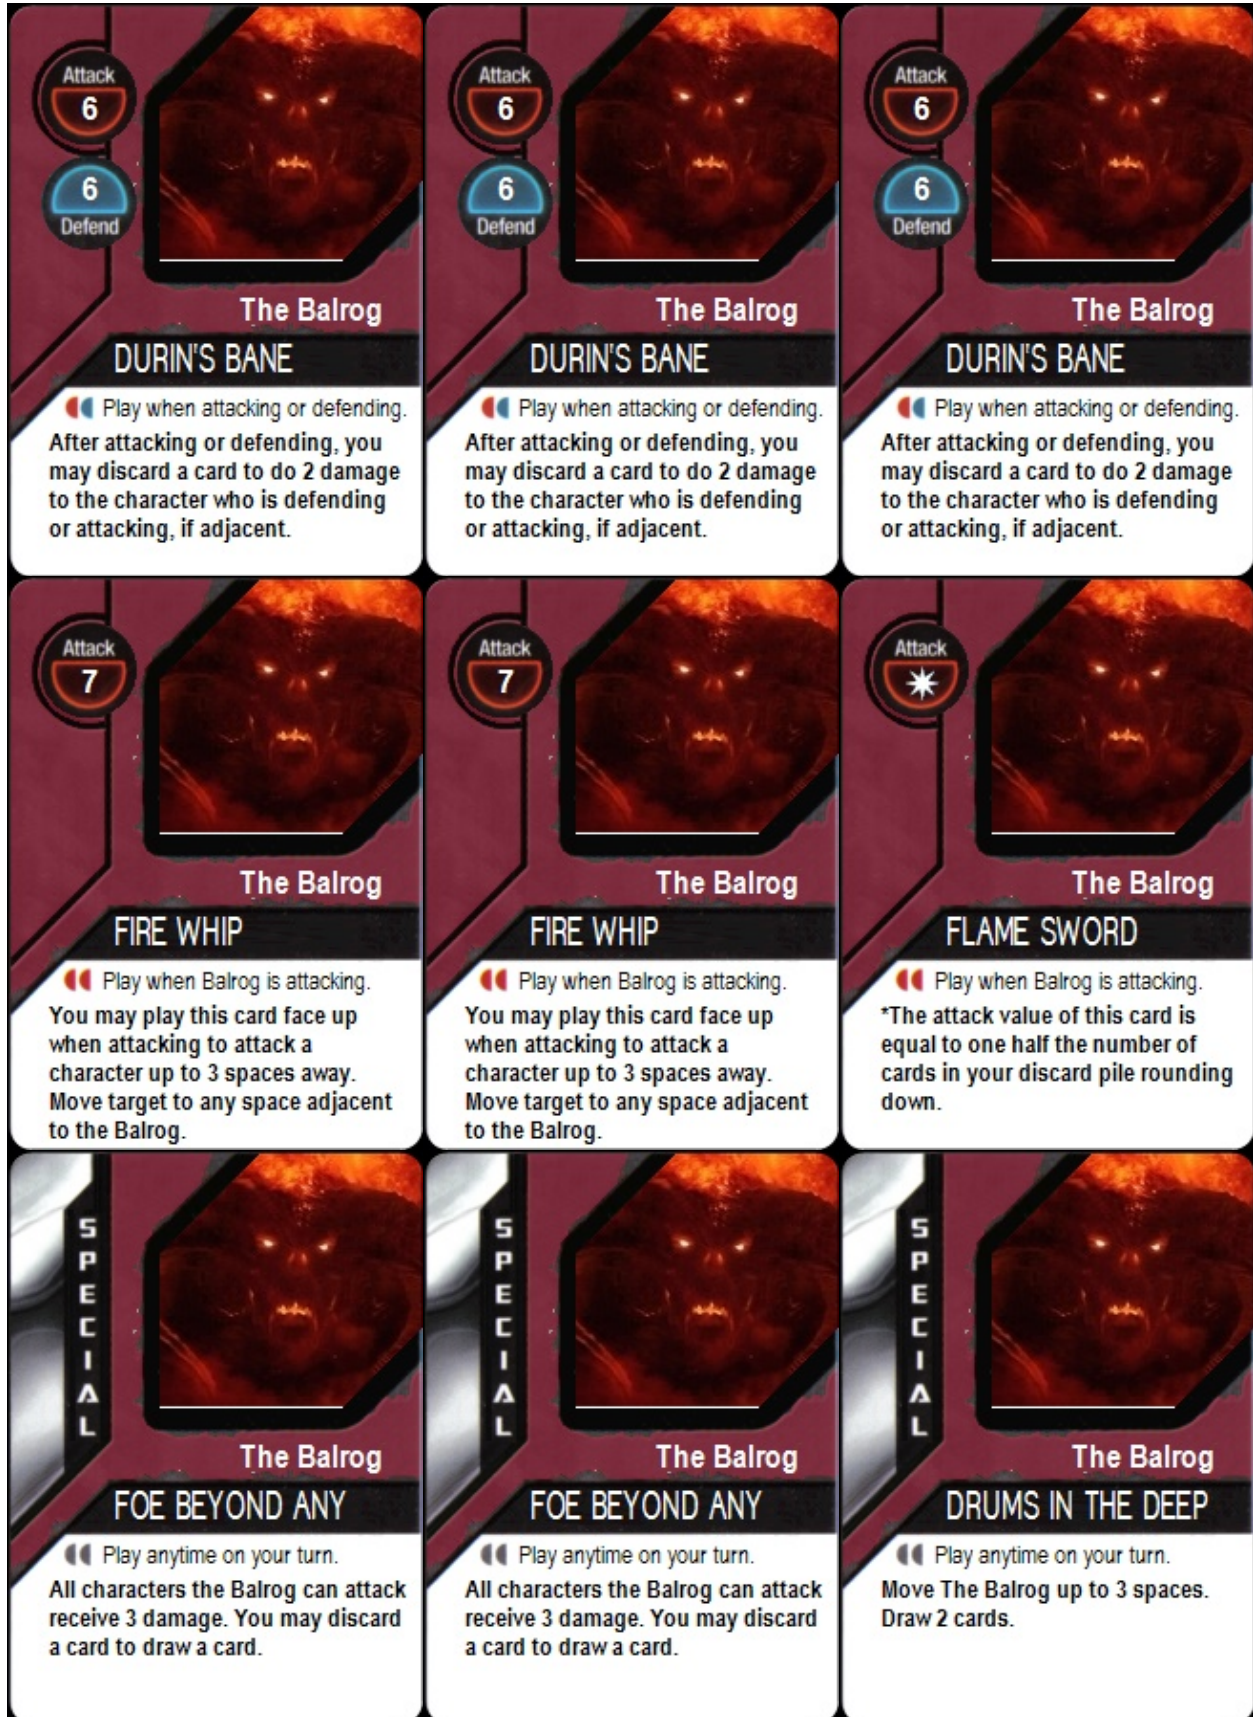 Attack
6
6
Defend
The Balrog
DURIN'S BANE
Play when attacking or defending.
After attacking or defending, you
may discard a card to do 2 damage
to the character who is defending
or attacking, if adjacent.
Attack
6
6
Defend
The Balrog
DURIN'S BANE
Play when attacking or defending.
After attacking or defending, you
may discard a card to do 2 damage
to the character who is defending
or attacking, if adjacent.
Attack
6
6
Defend
The Balrog
DURIN'S BANE
Play when attacking or defending.
After attacking or defending, you
may discard a card to do 2 damage
to the character who is defending
or attacking, if adjacent.
Attack
7
The Balrog
FIRE WHIP
Play when Balrog is attacking.
You may play this card face up
when attacking to attack a
character up to 3 spaces away.
Move target to any space adjacent
to the Balrog.
Attack
7
The Balrog
FIRE WHIP
Play when Balrog is attacking.
You may play this card face up
when attacking to attack a
character up to 3 spaces away.
Move target to any space adjacent
to the Balrog.
Attack
The Balrog
FLAME SWORD
Play when Balrog is attacking.
*The attack value of this card is
equal to one half the number of
cards in your discard pile rounding
down.
SPECIAL
The Balrog
FOE BEYOND ANY
Play anytime on your turn.
All characters the Balrog can attack
receive 3 damage. You may discard
a card to draw a card.
SPECIAL
The Balrog
FOE BEYOND ANY
Play anytime on your turn.
All characters the Balrog can attack
receive 3 damage. You may discard
a card to draw a card.
SPECIAL
The Balrog
DRUMS IN THE DEEP
Play anytime on your turn.
Move The Balrog up to 3 spaces.
Draw 2 cards.